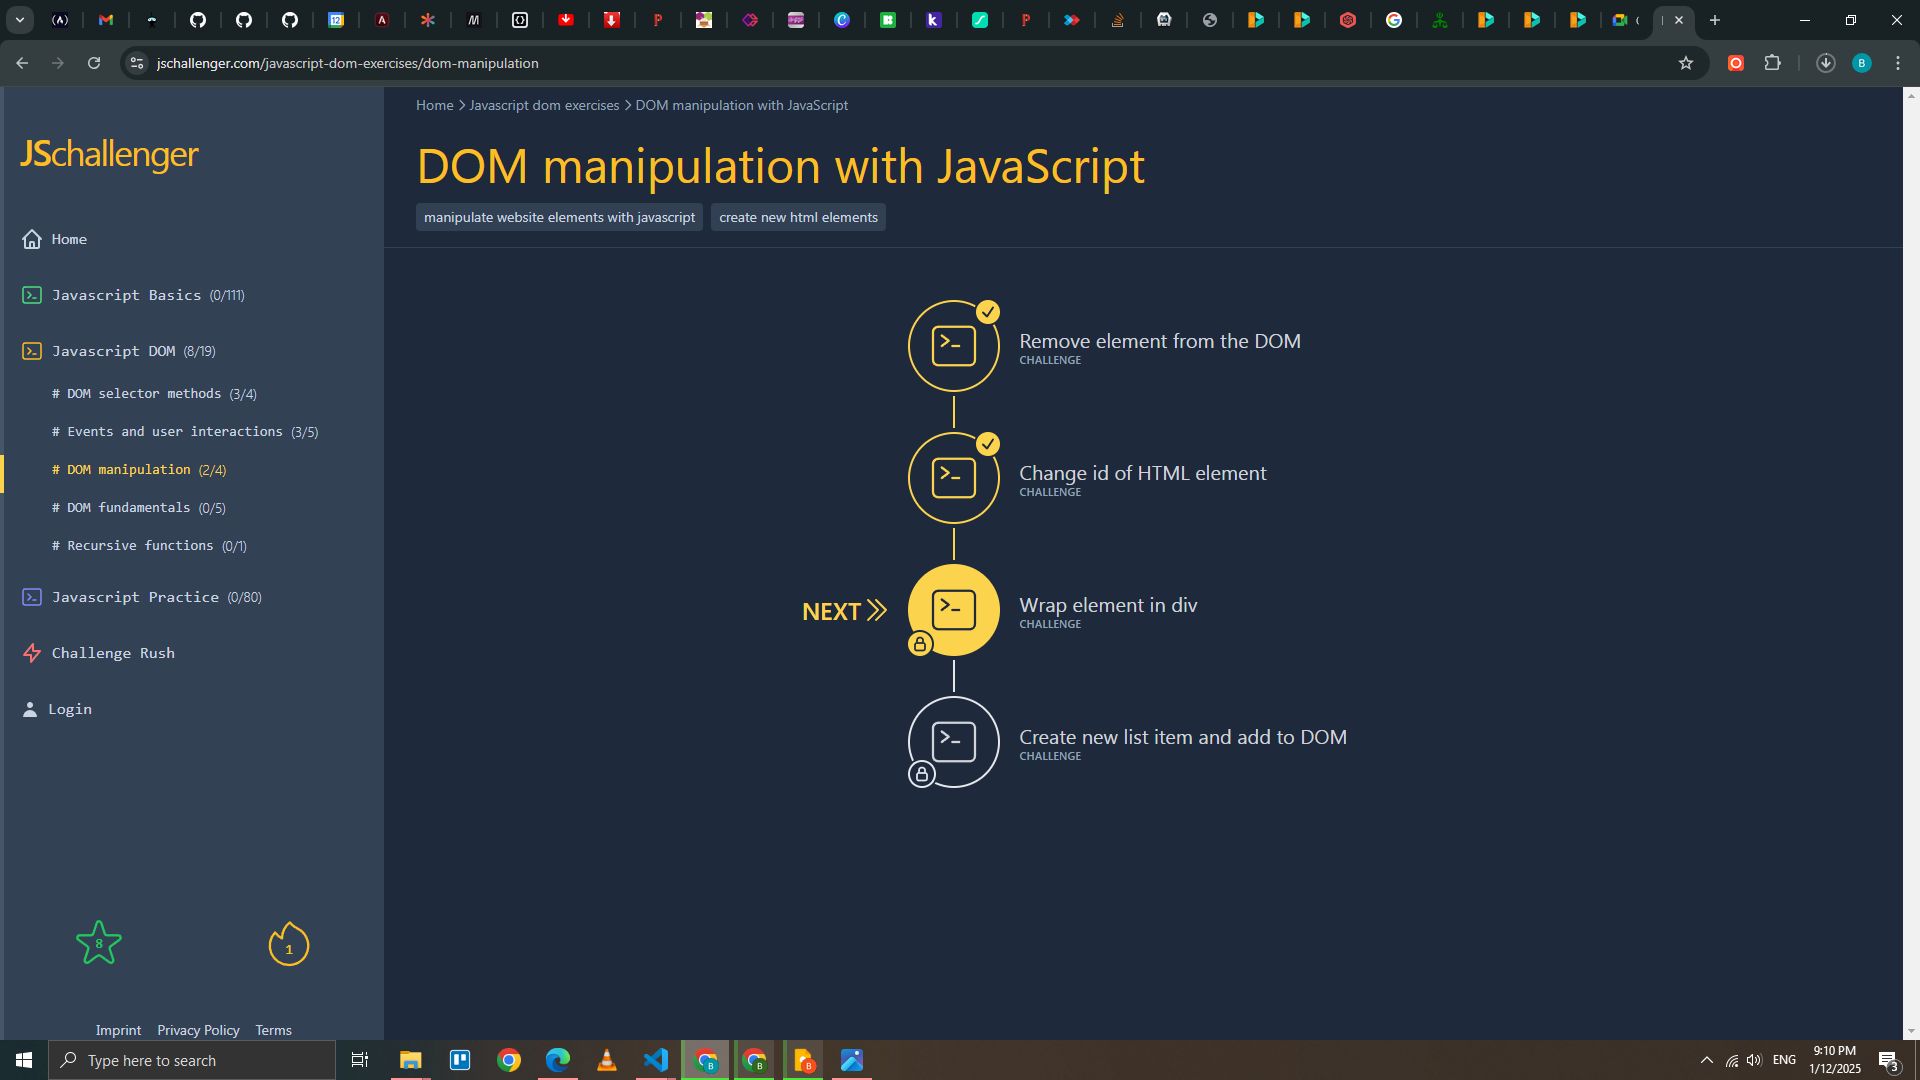 jschallenger.com/javascript-dom-exercises/dom-manipulation
B
Home > Javascript dom exercises > DOM manipulation with JavaScript
JSchallenger
DOM manipulation with JavaScript
manipulate website elements with javascript
create new html elements
Home
Javascript Basics (0/111)
Javascript DOM (8/19)
# DOM selector methods (3/4)
# Events and user interactions (3/5)
# DOM manipulation (2/4)
# DOM fundamentals (0/5)
# Recursive functions (0/1)
Javascript Practice (0/80)
Challenge Rush
Login
8
1
Imprint
Privacy Policy
Terms
Remove element from the DOM
CHALLENGE
Change id of HTML element
CHALLENGE
NEXT
Wrap element in div
CHALLENGE
Create new list item and add to DOM
CHALLENGE
Type here to search
ENG
9:10 PM
1/12/2025
3